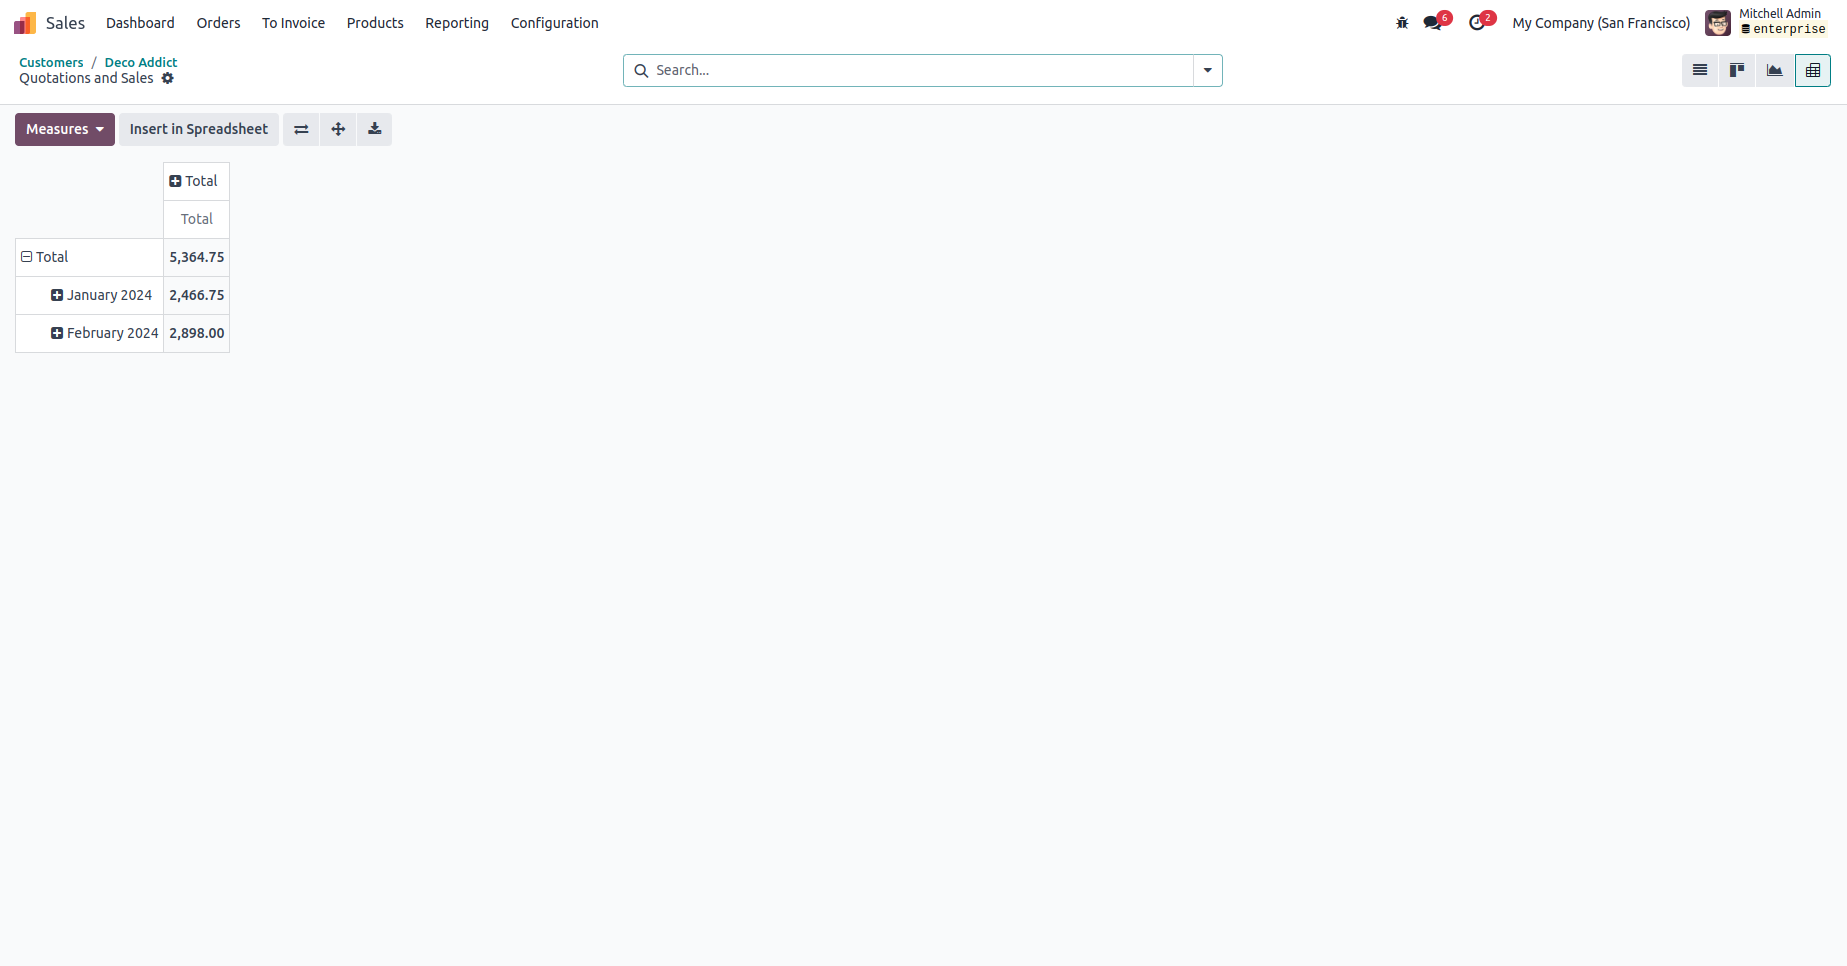 Sales Dashboard Orders To Invoice Products Reporting Configuration 6 2 My Company (San Francisco) Mitchell Admin
enterprise
Customers / Deco Addict
Quotations and Sales
Search...
Measures Insert in Spreadsheet
Total
Total
Total 5,364.75
January 2024 2,466.75
February 2024 2,898.00